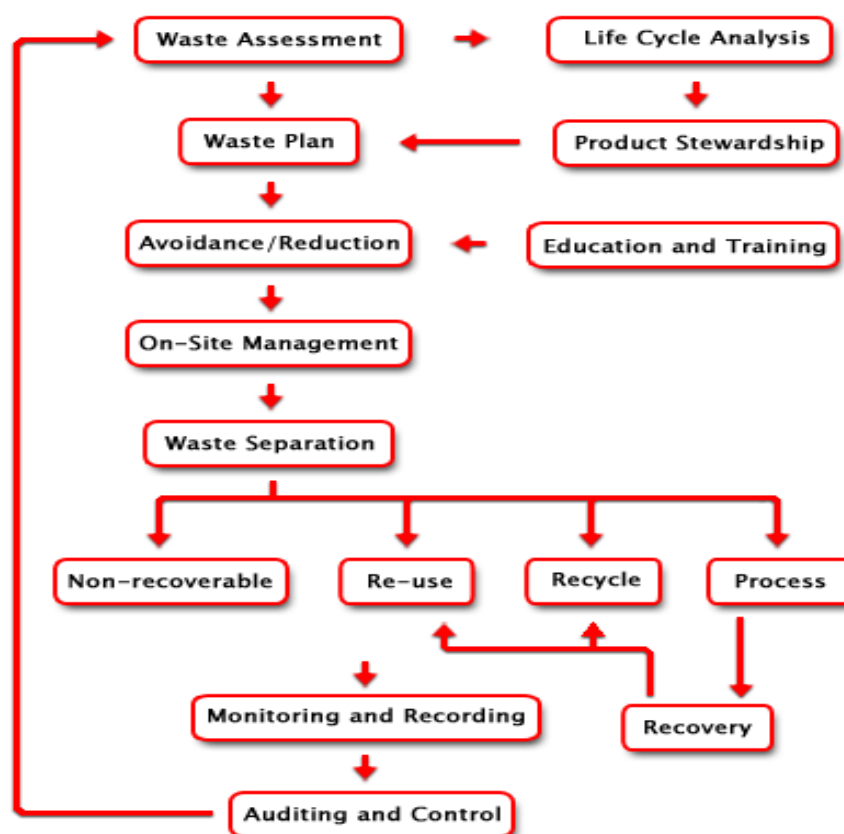 Waste Assessment
Life Cycle Analysis
Waste Plan
Product Stewardship
Avoidance/Reduction
Education and Training
On-Site Management
Waste Separation
Non-recoverable
Re-use
Recycle
Process
Monitoring and Recording
Recovery
Auditing and Control